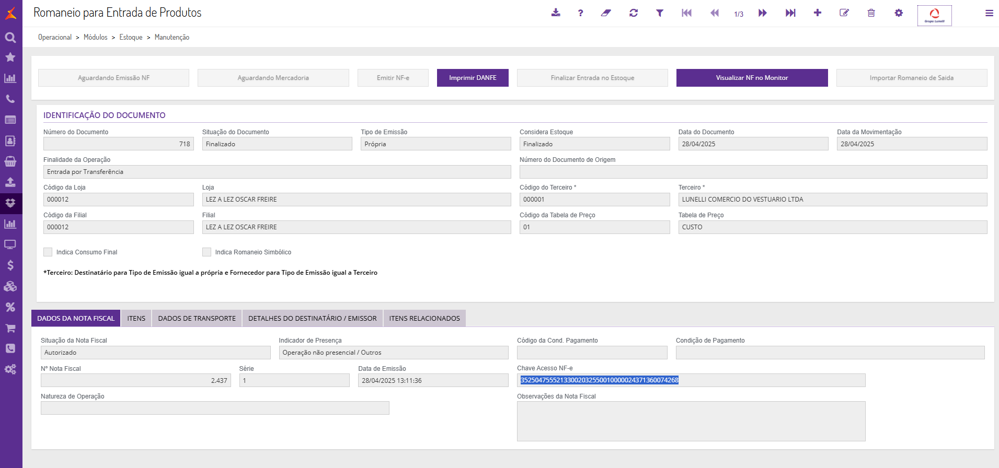 Romaneio para Entrada de Produtos
?
1/3
Grupo Lunelli
Operacional > Módulos > Estoque > Manutenção
Aguardando Emissão NF
Aguardando Mercadoria
Emitir NF-e
Imprimir DANFE
Finalizar Entrada no Estoque
Visualizar NF no Monitor
Importar Romaneio de Saida
IDENTIFICAÇÃO DO DOCUMENTO
Número do Documento Situação do Documento Tipo de Emissão Considera Estoque Data do Documento Data da Movimentação
718 Finalizado Própria Finalizado 28/04/2025 28/04/2025
Finalidade da Operação Número do Documento de Origem
Entrada por Transferência
Código da Loja Loja Código do Terceiro * Terceiro *
000012 LEZ A LEZ OSCAR FREIRE 000001 LUNELLI COMERCIO DO VESTUARIO LTDA
Código da Filial Filial Código da Tabela de Preço Tabela de Preço
000012 LEZ A LEZ OSCAR FREIRE 01 CUSTO
Indica Consumo Final Indica Romaneio Simbólico
*Terceiro: Destinatário para Tipo de Emissão igual a própria e Fornecedor para Tipo de Emissão igual a Terceiro
DADOS DA NOTA FISCAL ITENS DADOS DE TRANSPORTE DETALHES DO DESTINATÁRIO / EMISSOR ITENS RELACIONADOS
Situação da Nota Fiscal Indicador de Presença Código da Cond. Pagamento Condição de Pagamento
Autorizado Operação não presencial / Outros
Nº Nota Fiscal Série Data de Emissão Chave Acesso NF-e
2.437 1 28/04/2025 13:11:36 35250475552133002032550010000024371360074268
Natureza de Operação Observações da Nota Fiscal